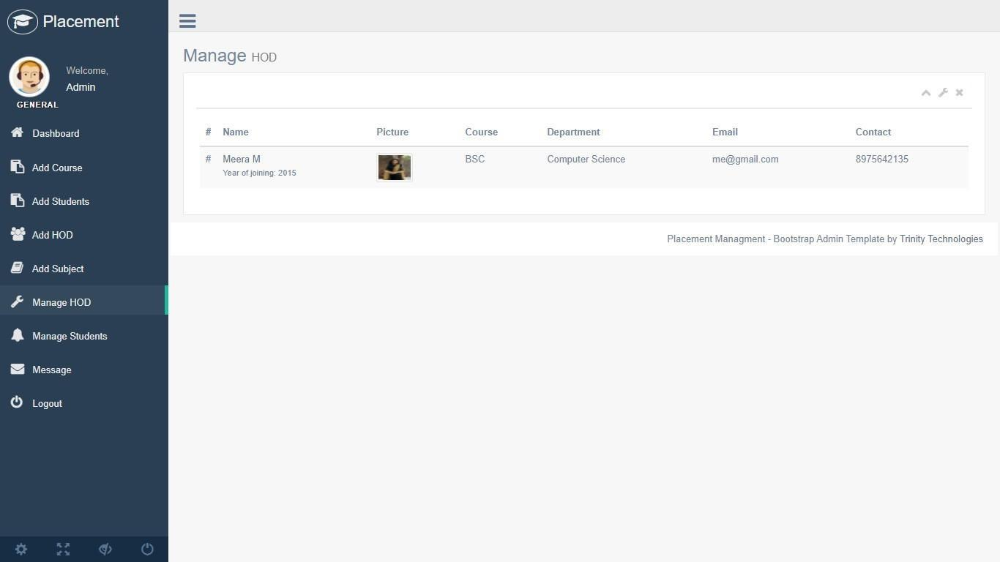 Placement
Welcome,
Admin
GENERAL
Dashboard
Add Course
Add Students
Add HOD
Add Subject
Manage HOD
Manage Students
Message
Logout
Manage HOD
# Name Picture Course Department Email Contact
# Meera M BSC Computer Science me@gmail.com 8975642135
Year of joining: 2015
Placement Managment - Bootstrap Admin Template by Trinity Technologies